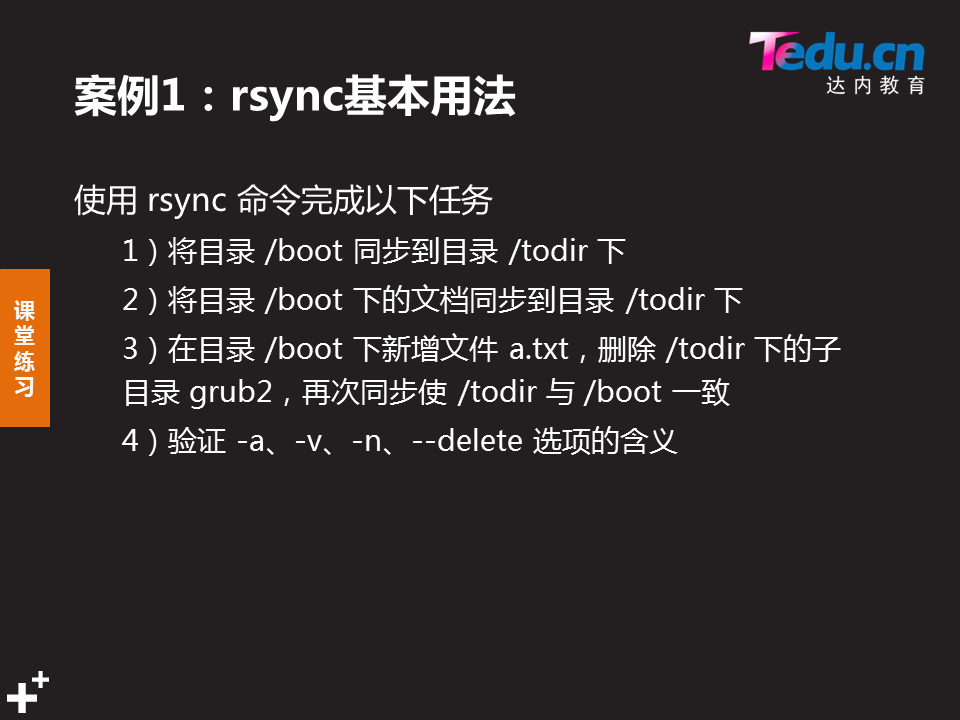 Tedu.cn
达内教育
案例1：rsync基本用法
使用 rsync 命令完成以下任务
1）将目录 /boot 同步到目录 /todir 下
2）将目录 /boot 下的文档同步到目录 /todir 下
3）在目录 /boot 下新增文件 a.txt，删除 /todir 下的子
目录 grub2，再次同步使 /todir 与 /boot 一致
4）验证 -a、-v、-n、--delete 选项的含义
课
堂
练
习